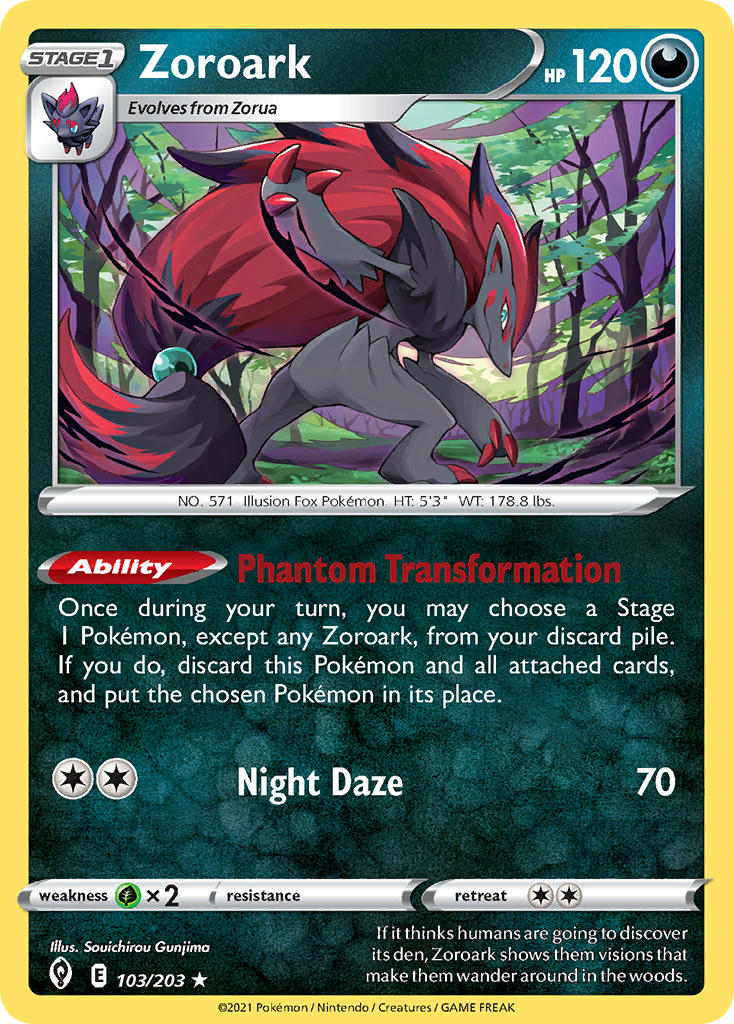 STAGE 1 Zoroark HP 120
Evolves from Zorua
NO. 571 Illusion Fox Pokémon HT: 5'3" WT: 178.8 lbs.
Ability Phantom Transformation
Once during your turn, you may choose a Stage
1 Pokémon, except any Zoroark, from your discard pile.
If you do, discard this Pokémon and all attached cards,
and put the chosen Pokémon in its place.
Night Daze 70
weakness ×2 resistance retreat
Illus. Souichirou Gunjima
If it thinks humans are going to discover
its den, Zoroark shows them visions that
make them wander around in the woods.
E 103/203 ★
©2021 Pokémon / Nintendo / Creatures / GAME FREAK